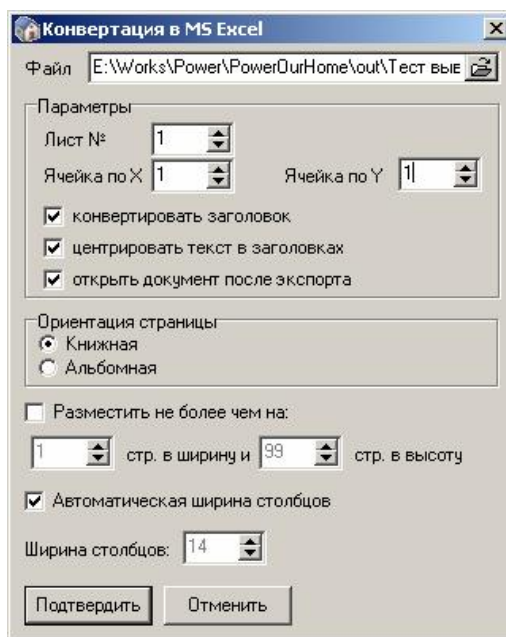 Конвертация в MS Excel
Файл E:\Works\Power\PowerOurHome\out\Тест выв
Параметры
Лист № 1
Ячейка по X 1 Ячейка по Y 1
конвертировать заголовок
центрировать текст в заголовках
открыть документ после экспорта
Ориентация страницы
Книжная
Альбомная
Разместить не более чем на:
1 стр. в ширину и 99 стр. в высоту
Автоматическая ширина столбцов
Ширина столбцов: 14
Подтвердить Отменить